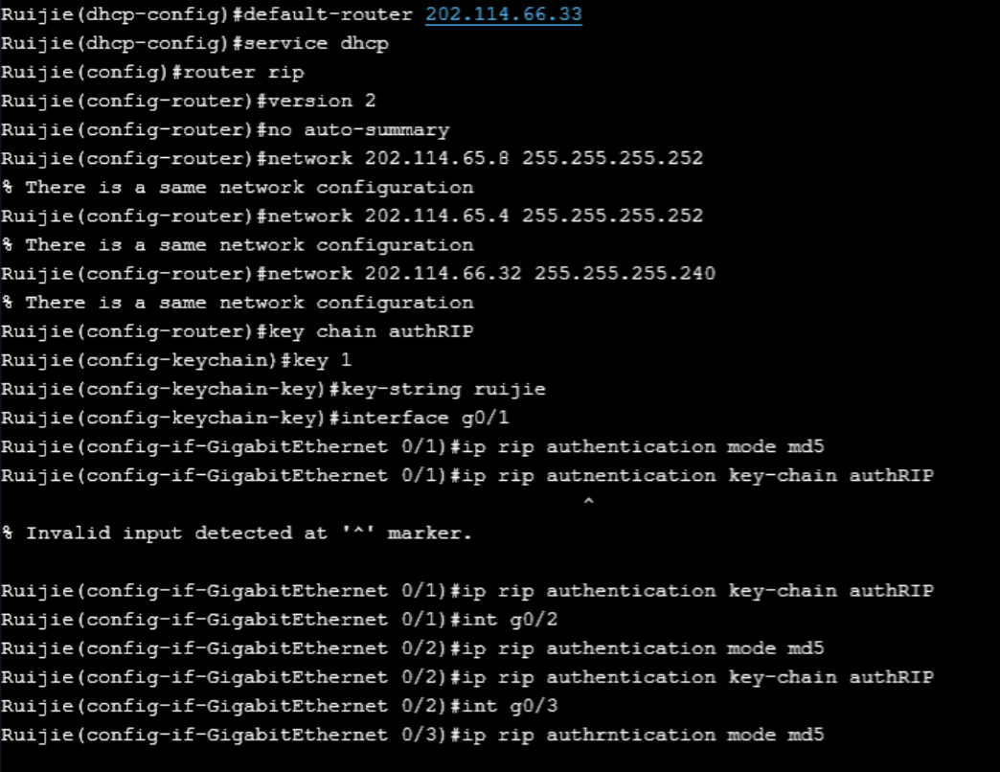 Ruijie(dhcp-config)#default-router 202.114.66.33
Ruijie(dhcp-config)#service dhcp
Ruijie(config)#router rip
Ruijie(config-router)#version 2
Ruijie(config-router)#no auto-summary
Ruijie(config-router)#network 202.114.65.8 255.255.255.252
% There is a same network configuration
Ruijie(config-router)#network 202.114.65.4 255.255.255.252
% There is a same network configuration
Ruijie(config-router)#network 202.114.66.32 255.255.255.240
% There is a same network configuration
Ruijie(config-router)#key chain authRIP
Ruijie(config-keychain)#key 1
Ruijie(config-keychain-key)#key-string ruijie
Ruijie(config-keychain-key)#interface g0/1
Ruijie(config-if-GigabitEthernet 0/1)#ip rip authentication mode md5
Ruijie(config-if-GigabitEthernet 0/1)#ip rip autnentication key-chain authRIP
^
% Invalid input detected at '^' marker.
Ruijie(config-if-GigabitEthernet 0/1)#ip rip authentication key-chain authRIP
Ruijie(config-if-GigabitEthernet 0/1)#int g0/2
Ruijie(config-if-GigabitEthernet 0/2)#ip rip authentication mode md5
Ruijie(config-if-GigabitEthernet 0/2)#ip rip authentication key-chain authRIP
Ruijie(config-if-GigabitEthernet 0/2)#int g0/3
Ruijie(config-if-GigabitEthernet 0/3)#ip rip authrntication mode md5